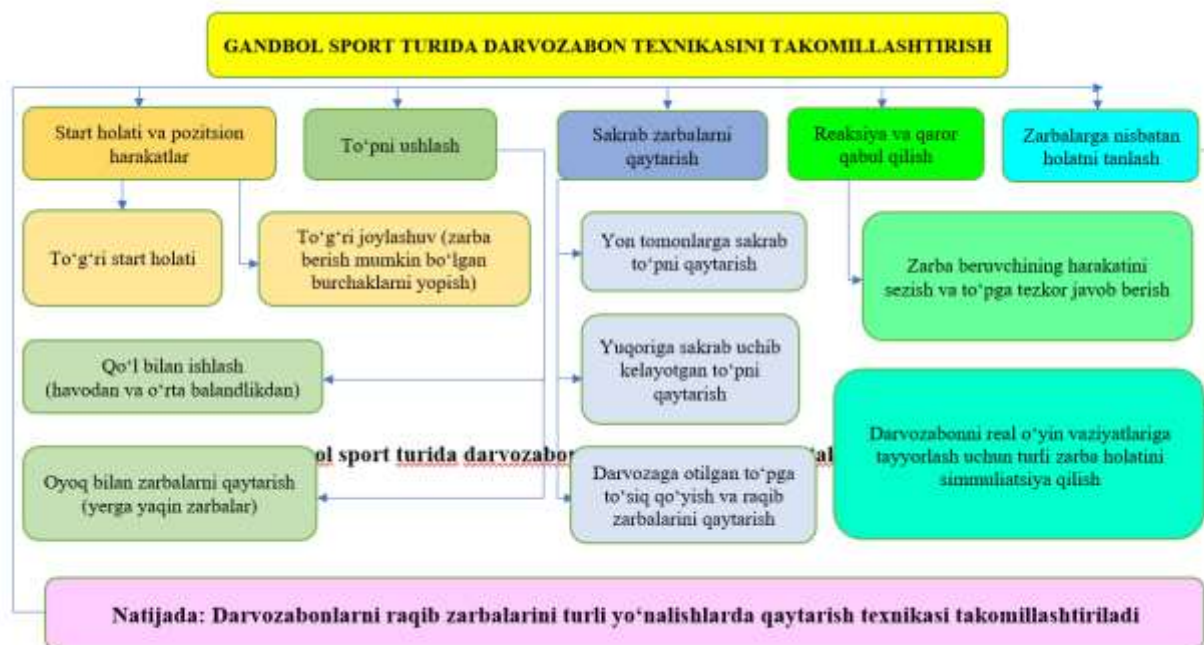 GANDBOL SPORT TURIDA DARVOZABON TEXNIKASINI TAKOMILLASHTIRISH
Start holati va pozitsion
harakatlar
To‘pni ushlash
Sakrab zarbalarni
qaytarish
Reaksiya va qaror
qabul qilish
Zarbalarga nisbatan
holatni tanlash
To‘g‘ri start holati
To‘g‘ri joylashuv (zarba
berish mumkin bo‘lgan
burchaklarni yopish)
Yon tomonlarga sakrab
to‘pni qaytarish
Zarba beruvchining harakatini
sezish va to‘pga tezkor javob berish
Qo‘l bilan ishlash
(havodan va o‘rta balandlikdan)
Yuqoriga sakrab uchib
kelayotgan to‘pni
qaytarish
Darvozabonni real o‘yin vaziyatlariga
tayyorlash uchun turli zarba holatini
simmuliatsiya qilish
sport turida
Oyoq bilan zarbalarni qaytarish
(yerga yaqin zarbalar)
Darvozaga otilgan to‘pga
to‘siq qo‘yish va raqib
zarbalarini qaytarish
Natijada: Darvozabonlarni raqib zarbalarini turli yo‘nalishlarda qaytarish texnikasi takomillashtiriladi